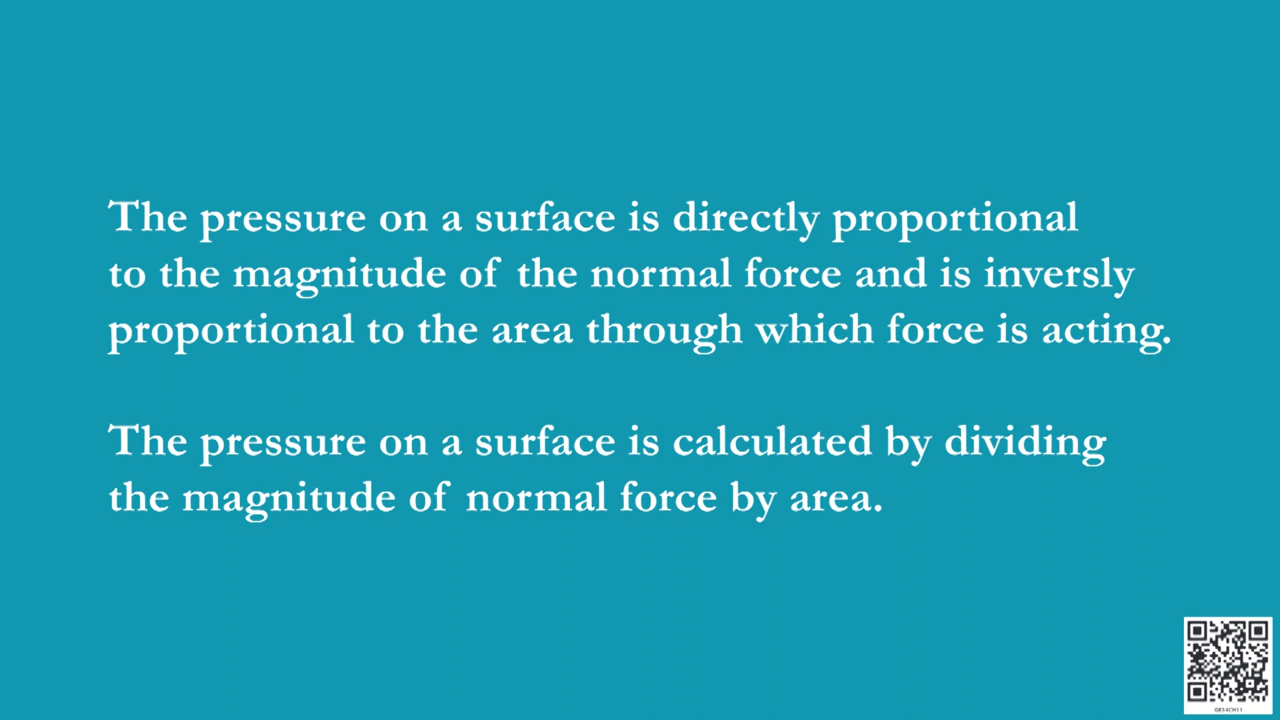 The pressure on a surface is directly proportional
to the magnitude of the normal force and is inversly
proportional to the area through which force is acting.
The pressure on a surface is calculated by dividing
the magnitude of normal force by area.